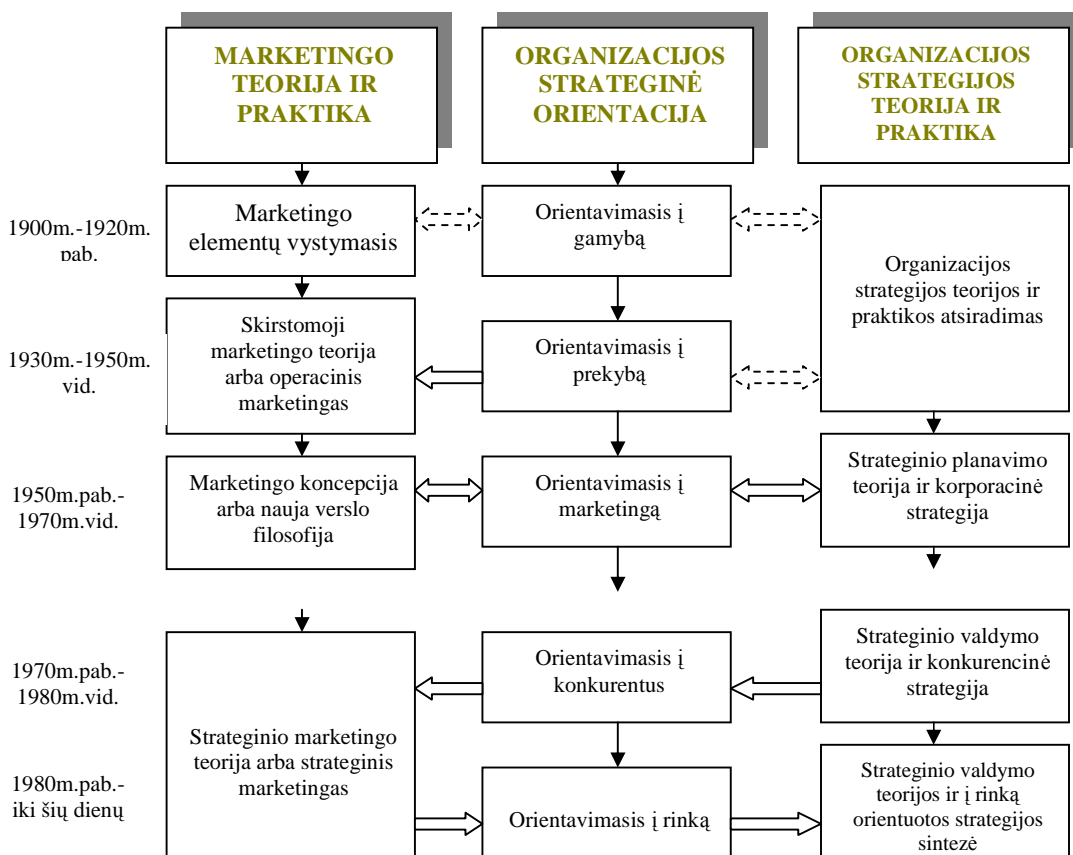 MARKETINGO
TEORIJA IR
PRAKTIKA
ORGANIZACIJOS
STRATEGINĖ
ORIENTACIJA
ORGANIZACIJOS
STRATEGIJOS
TEORIJA IR
PRAKTIKA
1900m.-1920m.
pab.
Marketingo
elementų vystymasis
Orientavimasis į
gamybą
Organizacijos
strategijos teorijos ir
praktikos atsiradimas
1930m.-1950m.
vid.
Skirstomoji
marketingo teorija
arba operacinis
marketingas
Orientavimasis į
prekybą
1950m.pab.-
1970m.vid.
Marketingo koncepcija
arba nauja verslo
filosofija
Orientavimasis į
marketingą
Strateginio planavimo
teorija ir korporacinė
strategija
1970m.pab.-
1980m.vid.
Orientavimasis į
konkurentus
Strateginio valdymo
teorija ir konkurencinė
strategija
1980m.pab.-
iki šių dienų
Strateginio marketingo
teorija arba strateginis
marketingas
Orientavimasis į rinką
Strateginio valdymo
teorijos ir į rinką
orientuotos strategijos
sintezė